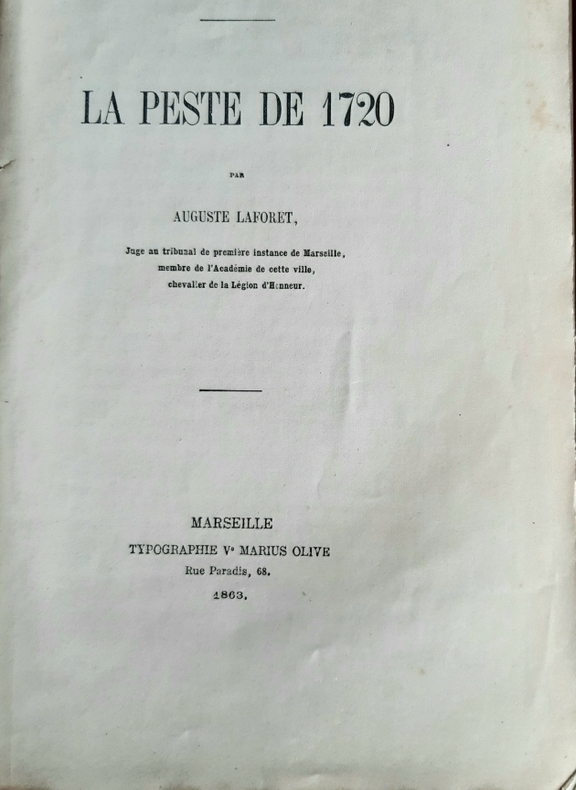 LA PESTE DE 1720
PAR
AUGUSTE LAFORET,
Juge au tribunal de première instance de Marseille,
membre de l'Académie de cette ville,
chevalier de la Légion d'Honneur.
MARSEILLE
TYPOGRAPHIE Vᵉ MARIUS OLIVE
Rue Paradis, 68.
1863.